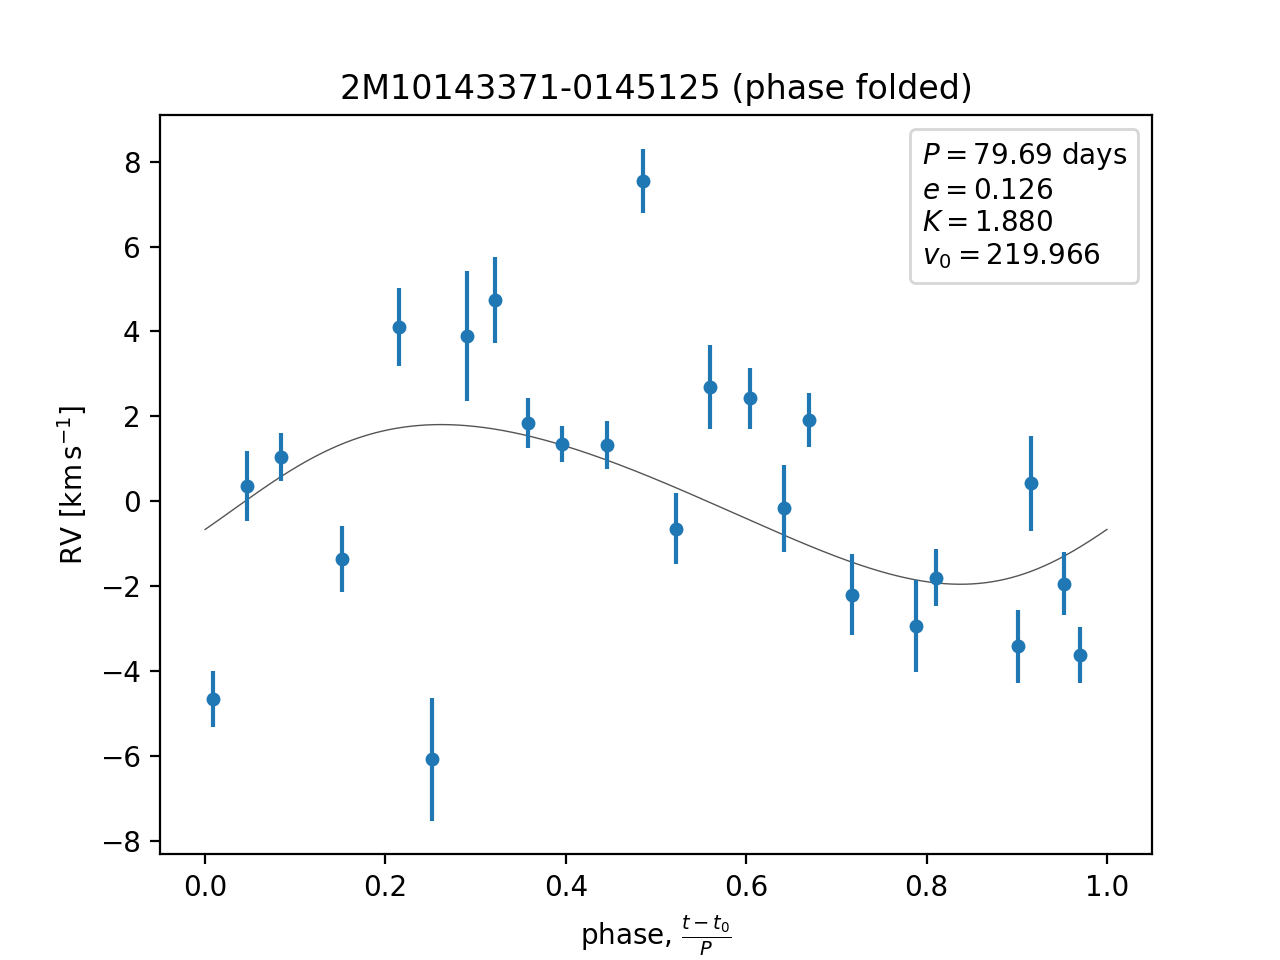 2M10143371-0145125 (phase folded)
P = 79.69 days
e = 0.126
K = 1.880
v₀ = 219.966
8
6
4
2
0
−2
−4
−6
−8
RV [km s⁻¹]
0.0 0.2 0.4 0.6 0.8 1.0
phase, (t − t₀)/P